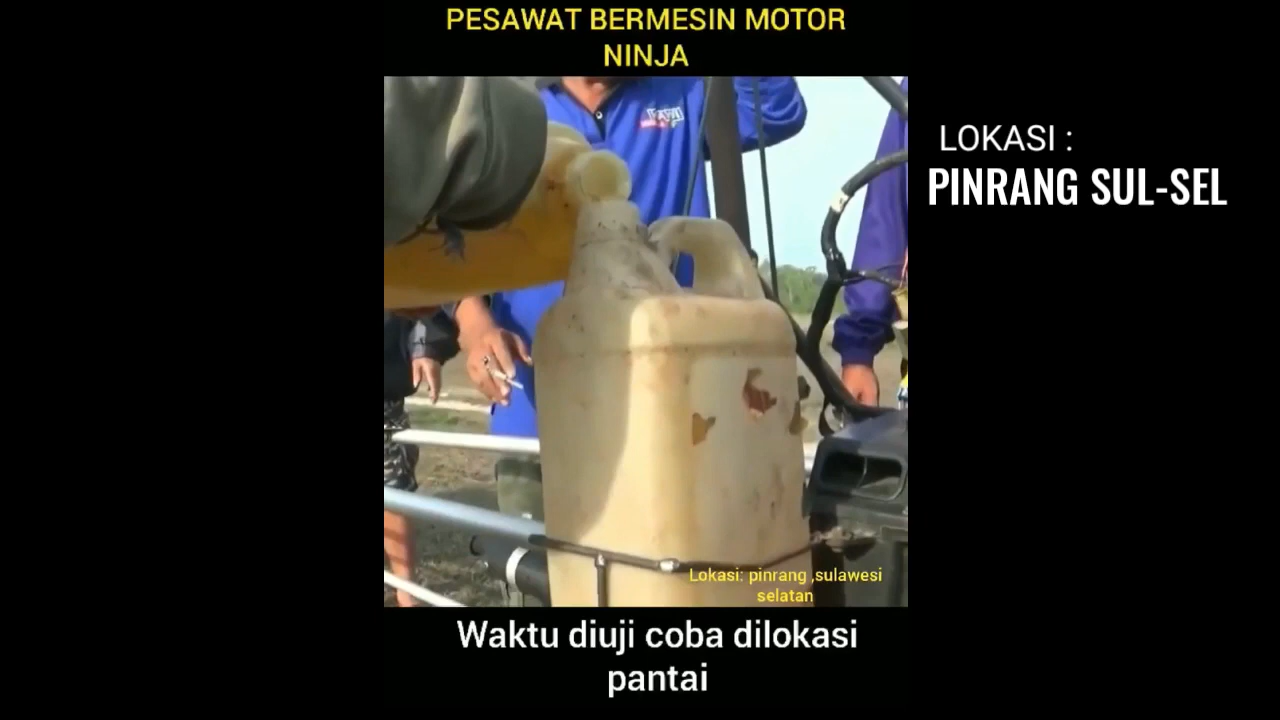 PESAWAT BERMESIN MOTOR
NINJA
LOKASI :
PINRANG SUL-SEL
Lokasi: pinrang ,sulawesi
selatan
Waktu diuji coba dilokasi
pantai